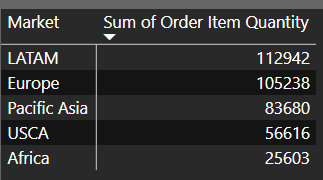 Market Sum of Order Item Quantity
LATAM 112942
Europe 105238
Pacific Asia 83680
USCA 56616
Africa 25603